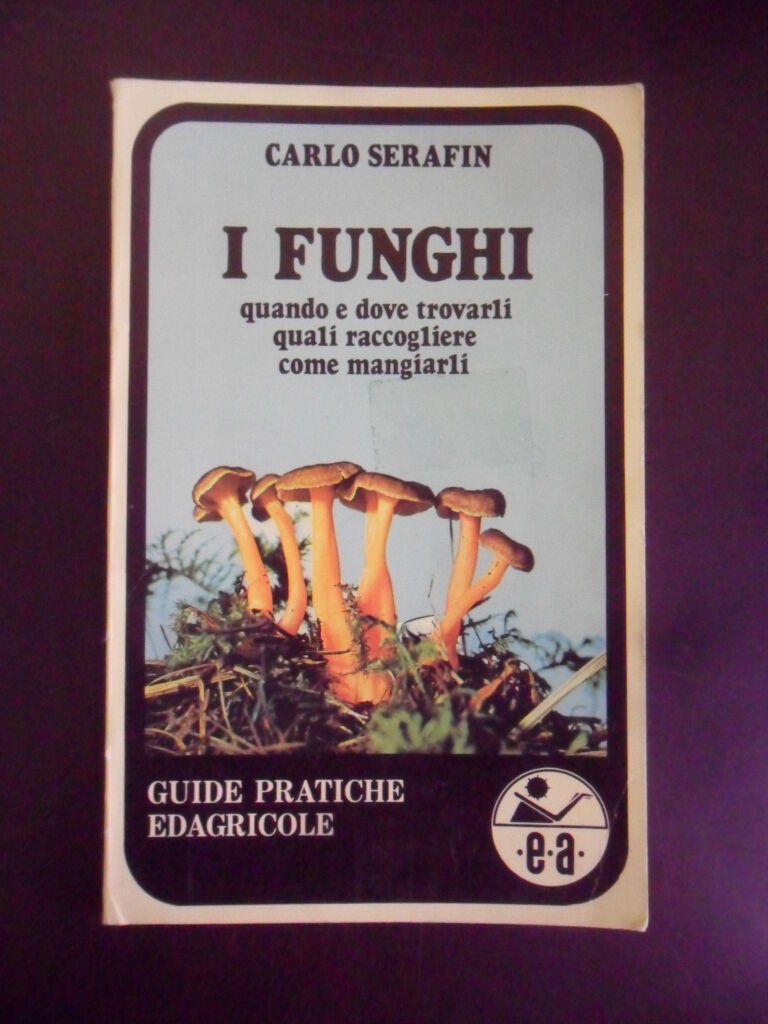 CARLO SERAFIN
I FUNGHI
quando e dove trovarli
quali raccogliere
come mangiarli
GUIDE PRATICHE
EDAGRICOLE
·e·a·